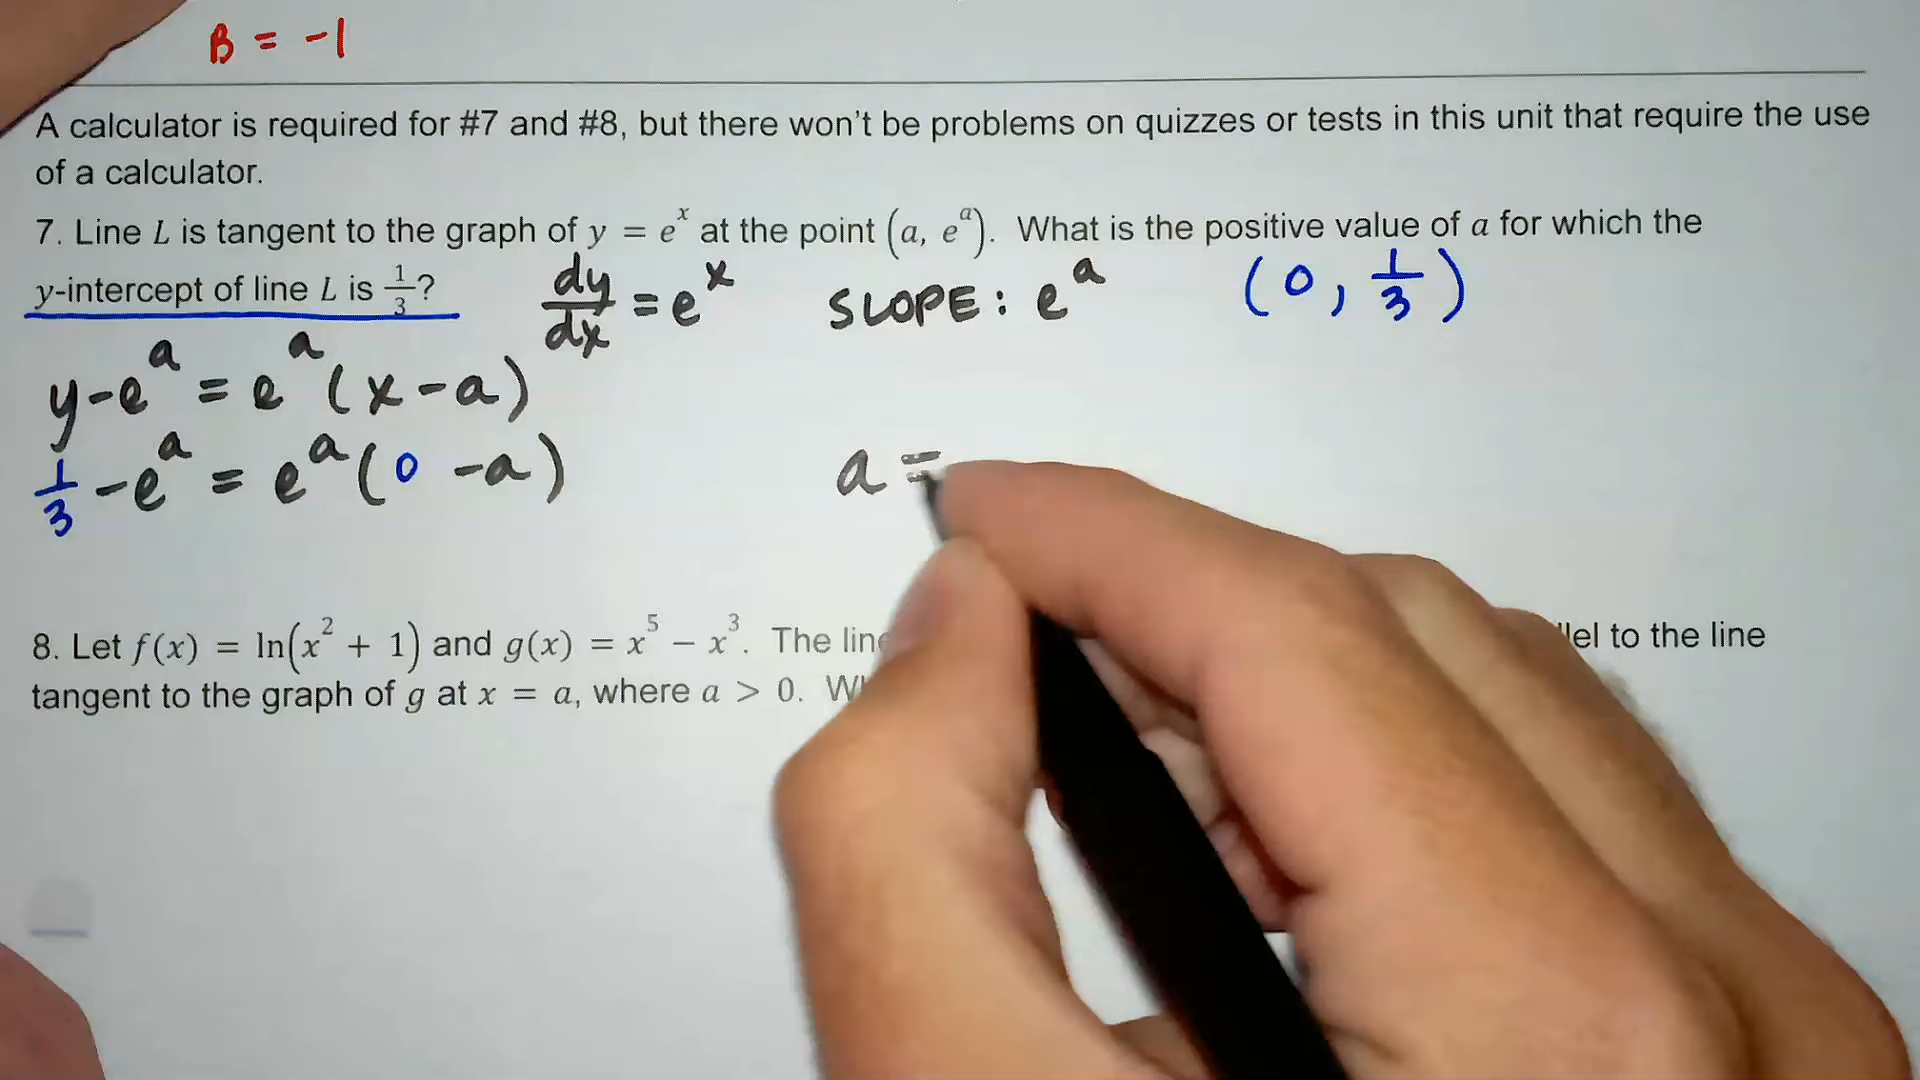 B = -1
A calculator is required for #7 and #8, but there won't be problems on quizzes or tests in this unit that require the use
of a calculator.
7. Line L is tangent to the graph of y = e^x at the point (a, e^a). What is the positive value of a for which the
y-intercept of line L is 1/3?
dy/dx = e^x
SLOPE: e^a
(0, 1/3)
y-e^a = e^a (x-a)
1/3 -e^a = e^a (0 -a)
a =
8. Let f(x) = ln(x^2 + 1) and g(x) = x^5 − x^3. The to the line
tangent to the graph of g at x = a, where a > 0.